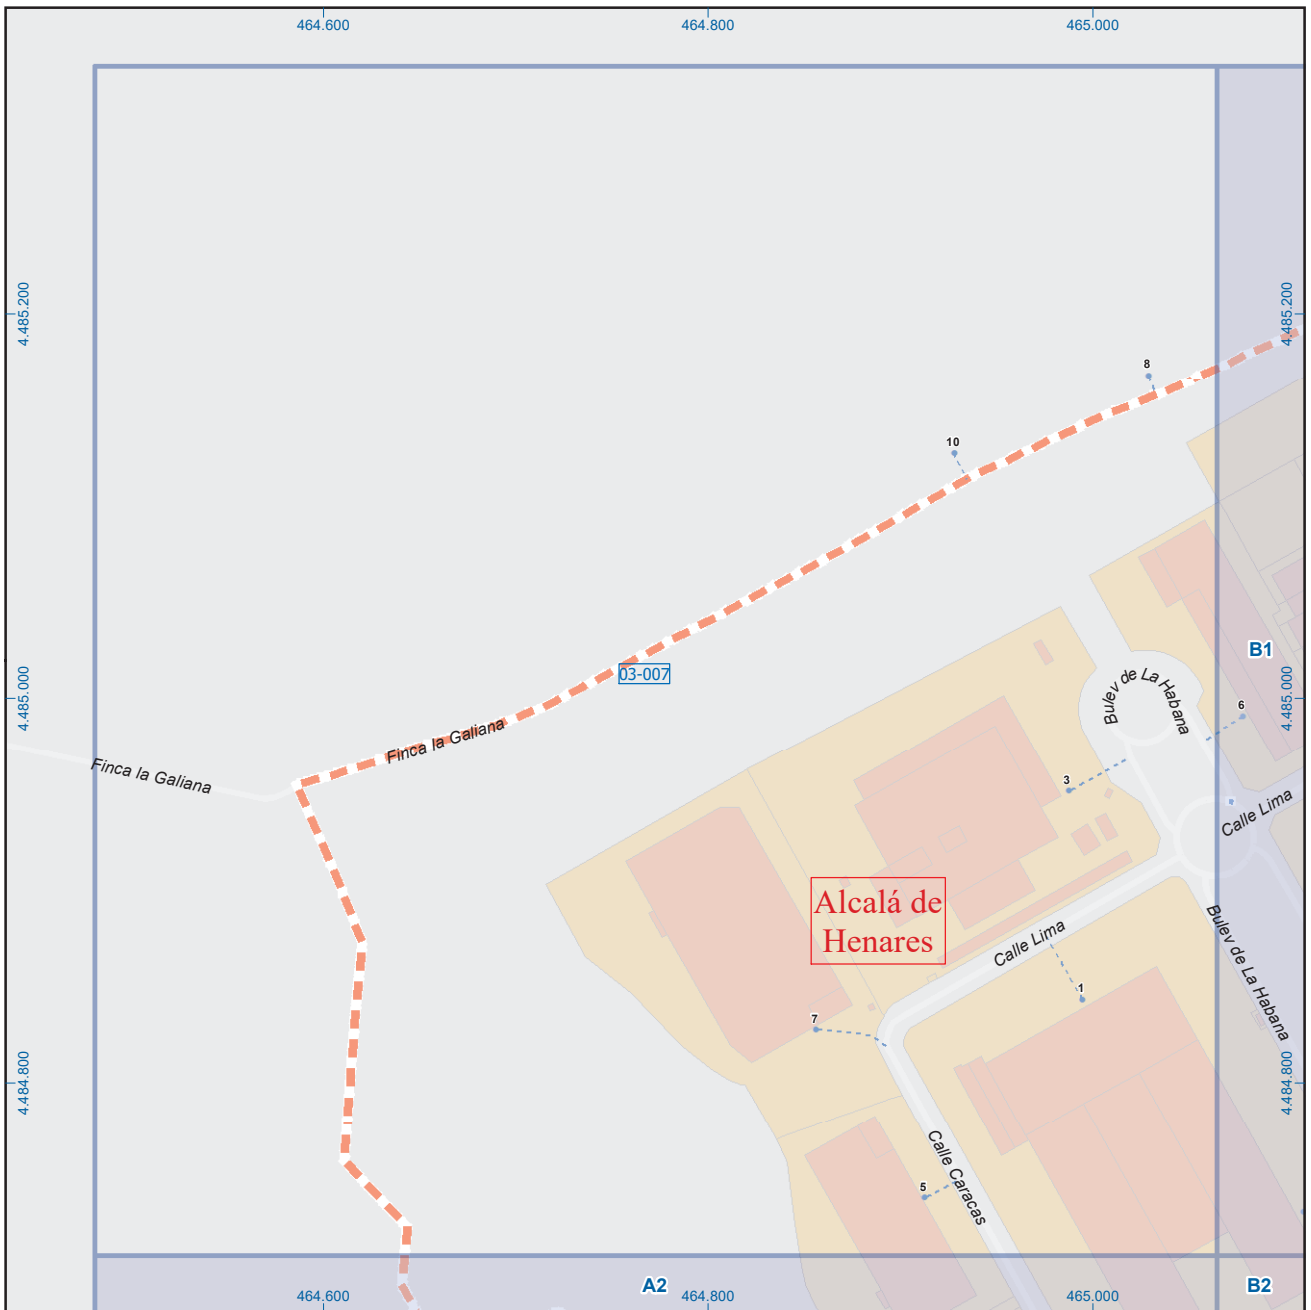 464.600
464.800
465.000
4.485.200
4.485.200
8
10
B1
03-007
4.485.000
4.485.000
Bulev de La Habana
6
Finca la Galiana
Finca la Galiana
3
Calle Lima
Alcalá de
Henares
Calle Lima
Bulev de La Habana
1
7
4.484.800
4.484.800
Calle Caracas
5
A2
B2
464.600
464.800
465.000